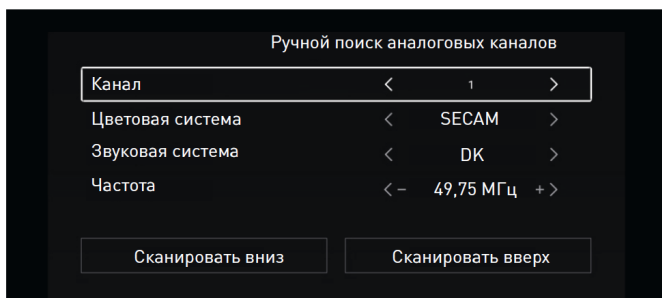 Ручной поиск аналоговых каналов
Канал < 1 >
Цветовая система < SECAM >
Звуковая система < DK >
Частота < – 49,75 МГц + >
Сканировать вниз Сканировать вверх